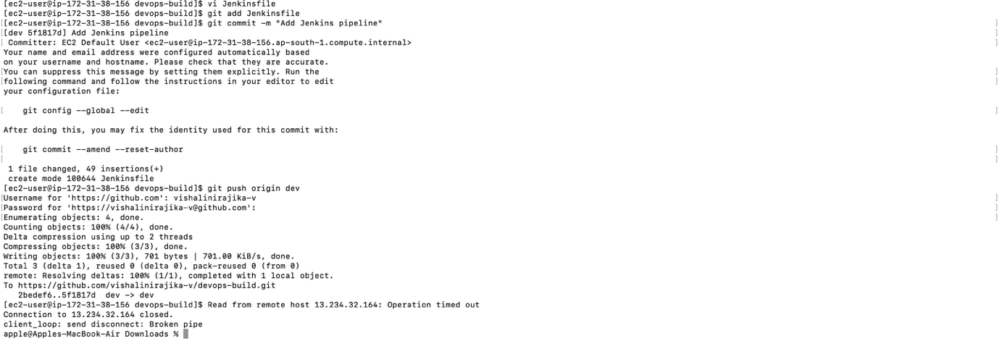 [ec2-user@ip-172-31-38-156 devops-build]$ vi Jenkinsfile
[ec2-user@ip-172-31-38-156 devops-build]$ git add Jenkinsfile
[[ec2-user@ip-172-31-38-156 devops-build]$ git commit -m "Add Jenkins pipeline" ]
[[dev 5f1817d] Add Jenkins pipeline ]
[ Committer: EC2 Default User <ec2-user@ip-172-31-38-156.ap-south-1.compute.internal> ]
Your name and email address were configured automatically based
on your username and hostname. Please check that they are accurate.
[You can suppress this message by setting them explicitly. Run the ]
[following command and follow the instructions in your editor to edit ]
your configuration file:
[    git config --global --edit ]
After doing this, you may fix the identity used for this commit with:
[    git commit --amend --reset-author ]
[ ]
 1 file changed, 49 insertions(+)
 create mode 100644 Jenkinsfile
[ec2-user@ip-172-31-38-156 devops-build]$ git push origin dev
[Username for 'https://github.com': vishalinirajika-v ]
[Password for 'https://vishalinirajika-v@github.com': ]
[Enumerating objects: 4, done. ]
Counting objects: 100% (4/4), done.
Delta compression using up to 2 threads
Compressing objects: 100% (3/3), done.
Writing objects: 100% (3/3), 701 bytes | 701.00 KiB/s, done.
Total 3 (delta 1), reused 0 (delta 0), pack-reused 0 (from 0)
remote: Resolving deltas: 100% (1/1), completed with 1 local object.
To https://github.com/vishalinirajika-v/devops-build.git
   2bedef6..5f1817d  dev -> dev
[ec2-user@ip-172-31-38-156 devops-build]$ Read from remote host 13.234.32.164: Operation timed out
Connection to 13.234.32.164 closed.
client_loop: send disconnect: Broken pipe
apple@Apples-MacBook-Air Downloads %